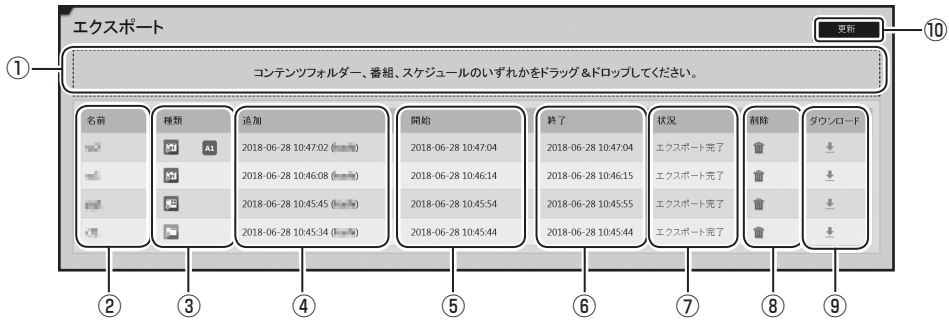 エクスポート
更新
⑩
①
コンテンツフォルダー、番組、スケジュールのいずれかをドラッグ&ドロップしてください。
名前 種類 追加 開始 終了 状況 削除 ダウンロード
A1 2018-06-28 10:47:02 ( ) 2018-06-28 10:47:04 2018-06-28 10:47:04 エクスポート完了
2018-06-28 10:46:08 ( ) 2018-06-28 10:46:14 2018-06-28 10:46:15 エクスポート完了
2018-06-28 10:45:45 ( ) 2018-06-28 10:45:54 2018-06-28 10:45:55 エクスポート完了
2018-06-28 10:45:34 ( ) 2018-06-28 10:45:44 2018-06-28 10:45:44 エクスポート完了
② ③ ④ ⑤ ⑥ ⑦ ⑧ ⑨